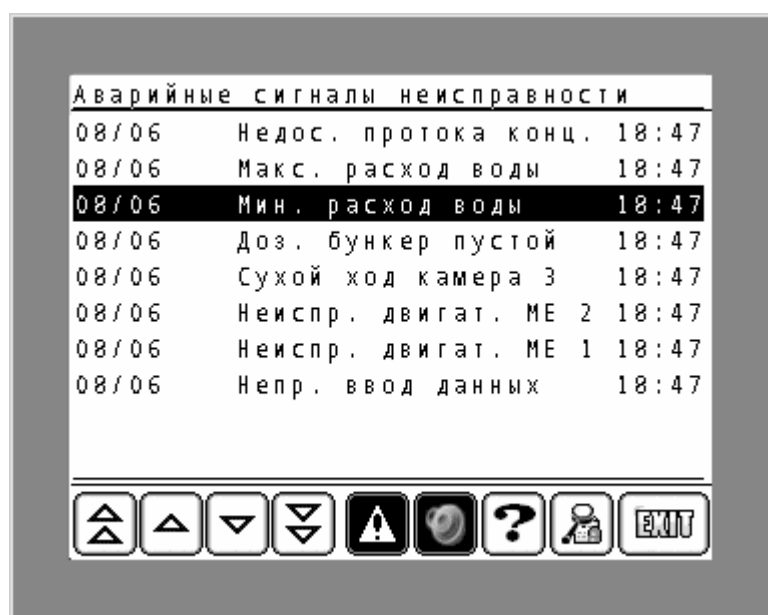 Аварийные сигналы неисправности
08/06 Недос. протока конц. 18:47
08/06 Макс. расход воды 18:47
08/06 Мин. расход воды 18:47
08/06 Доз. бункер пустой 18:47
08/06 Сухой ход камера 3 18:47
08/06 Неиспр. двигат. МЕ 2 18:47
08/06 Неиспр. двигат. МЕ 1 18:47
08/06 Непр. ввод данных 18:47
? EXIT